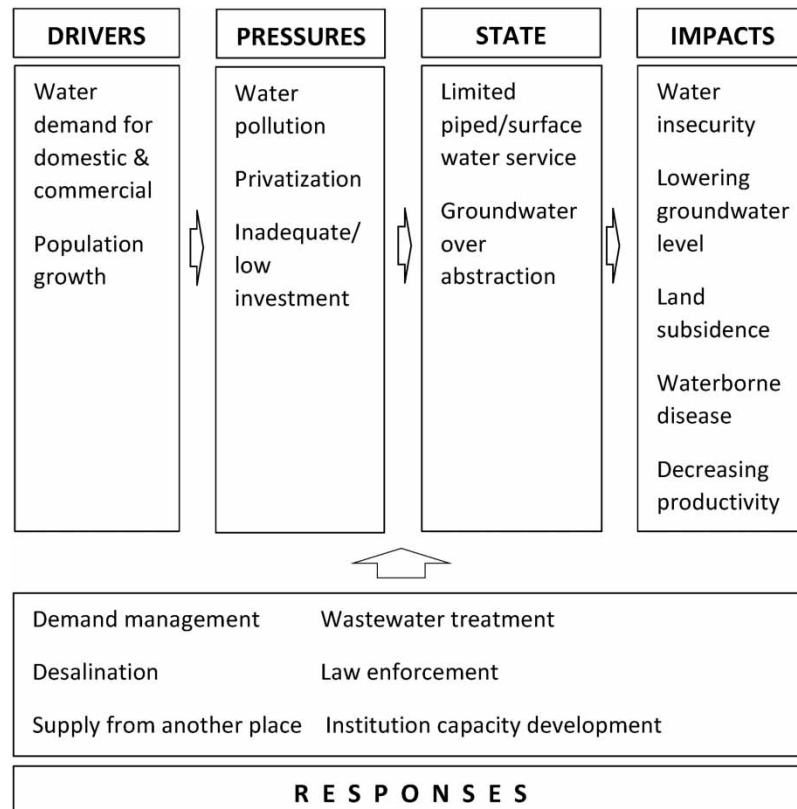 DRIVERS
Water
demand for
domestic &
commercial
Population
growth
PRESSURES
Water
pollution
Privatization
Inadequate/
low
investment
STATE
Limited
piped/surface
water service
Groundwater
over
abstraction
IMPACTS
Water
insecurity
Lowering
groundwater
level
Land
subsidence
Waterborne
disease
Decreasing
productivity
Demand management Wastewater treatment
Desalination Law enforcement
Supply from another place Institution capacity development
RESPONSES